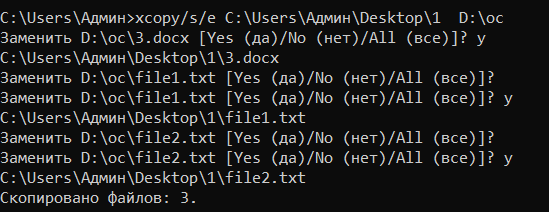 C:\Users\Админ>xcopy/s/e C:\Users\Админ\Desktop\1  D:\oc
Заменить D:\oc\3.docx [Yes (да)/No (нет)/All (все)]? y
C:\Users\Админ\Desktop\1\3.docx
Заменить D:\oc\file1.txt [Yes (да)/No (нет)/All (все)]?
Заменить D:\oc\file1.txt [Yes (да)/No (нет)/All (все)]? y
C:\Users\Админ\Desktop\1\file1.txt
Заменить D:\oc\file2.txt [Yes (да)/No (нет)/All (все)]?
Заменить D:\oc\file2.txt [Yes (да)/No (нет)/All (все)]? y
C:\Users\Админ\Desktop\1\file2.txt
Скопировано файлов: 3.